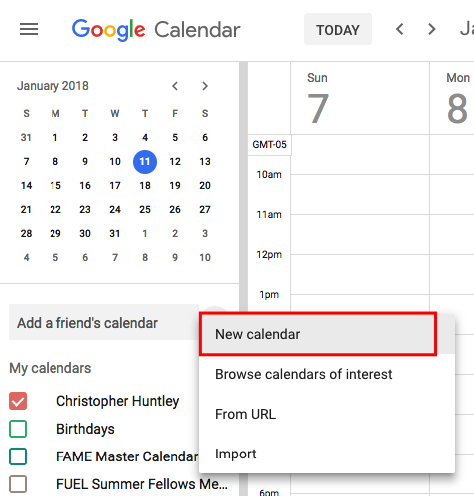 Google Calendar
TODAY
Ja
January 2018
S M T W T F S
31 1 2 3 4 5 6
7 8 9 10 11 12 13
14 15 16 17 18 19 20
21 22 23 24 25 26 27
28 29 30 31 1 2 3
4 5 6 7 8 9 10
Sun
7
Mon
8
GMT-05
10am
11am
12pm
1pm
Add a friend's calendar
New calendar
Browse calendars of interest
From URL
Import
My calendars
Christopher Huntley
Birthdays
FAME Master Calendar
FUEL Summer Fellows Me...
6pm